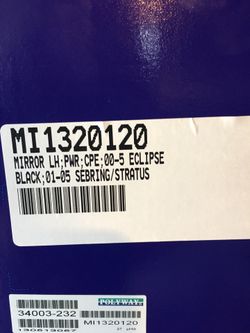 MI1320120
MIRROR LH;PWR;CPE;00-5 ECLIPSE
BLACK;01-05 SEBRING/STRATUS
POLYWAY
34003-232
MI1320120